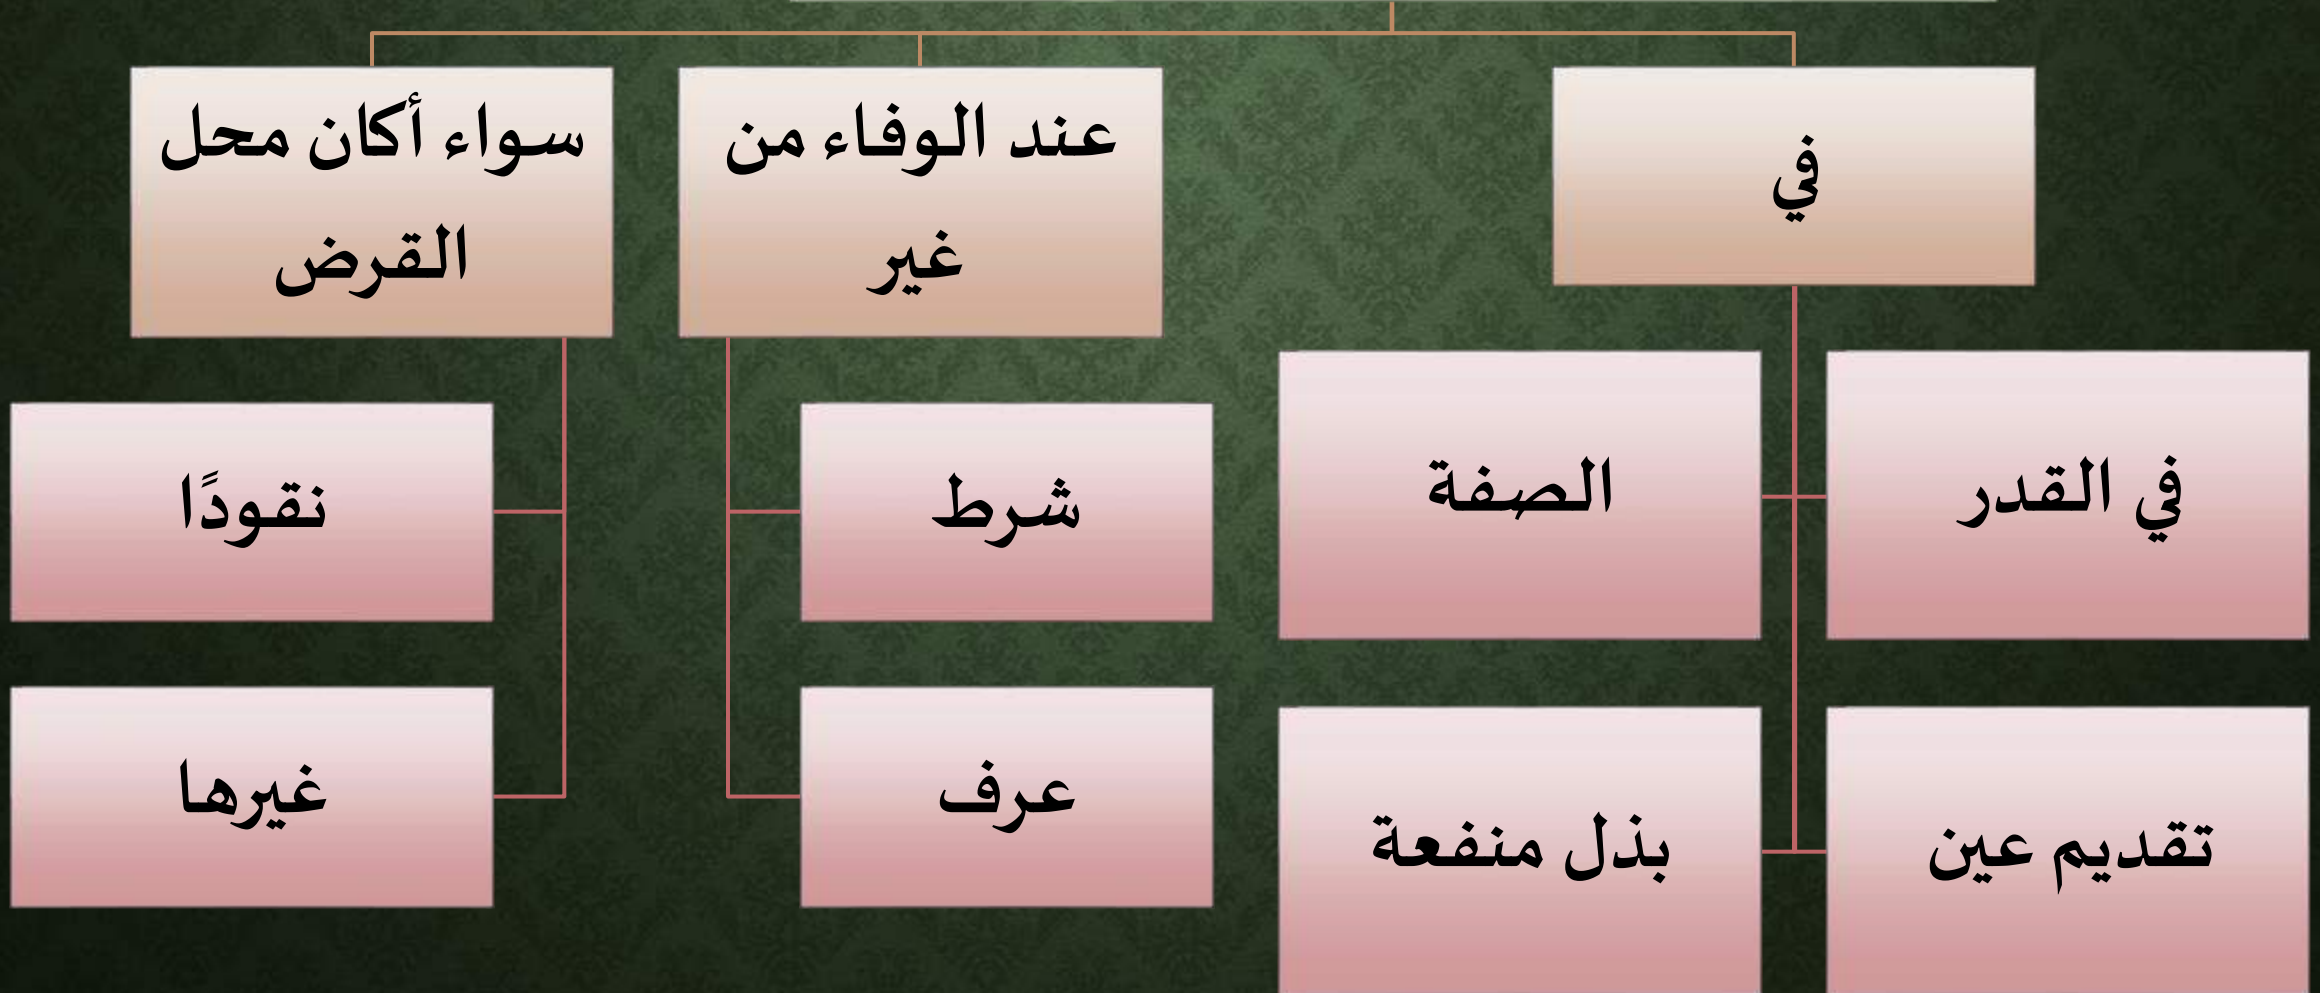 في
في القدر
الصفة
تقديم عين
بذل منفعة
عند الوفاء من
غير
شرط
عرف
سواء أكان محل
القرض
نقودًا
غيرها